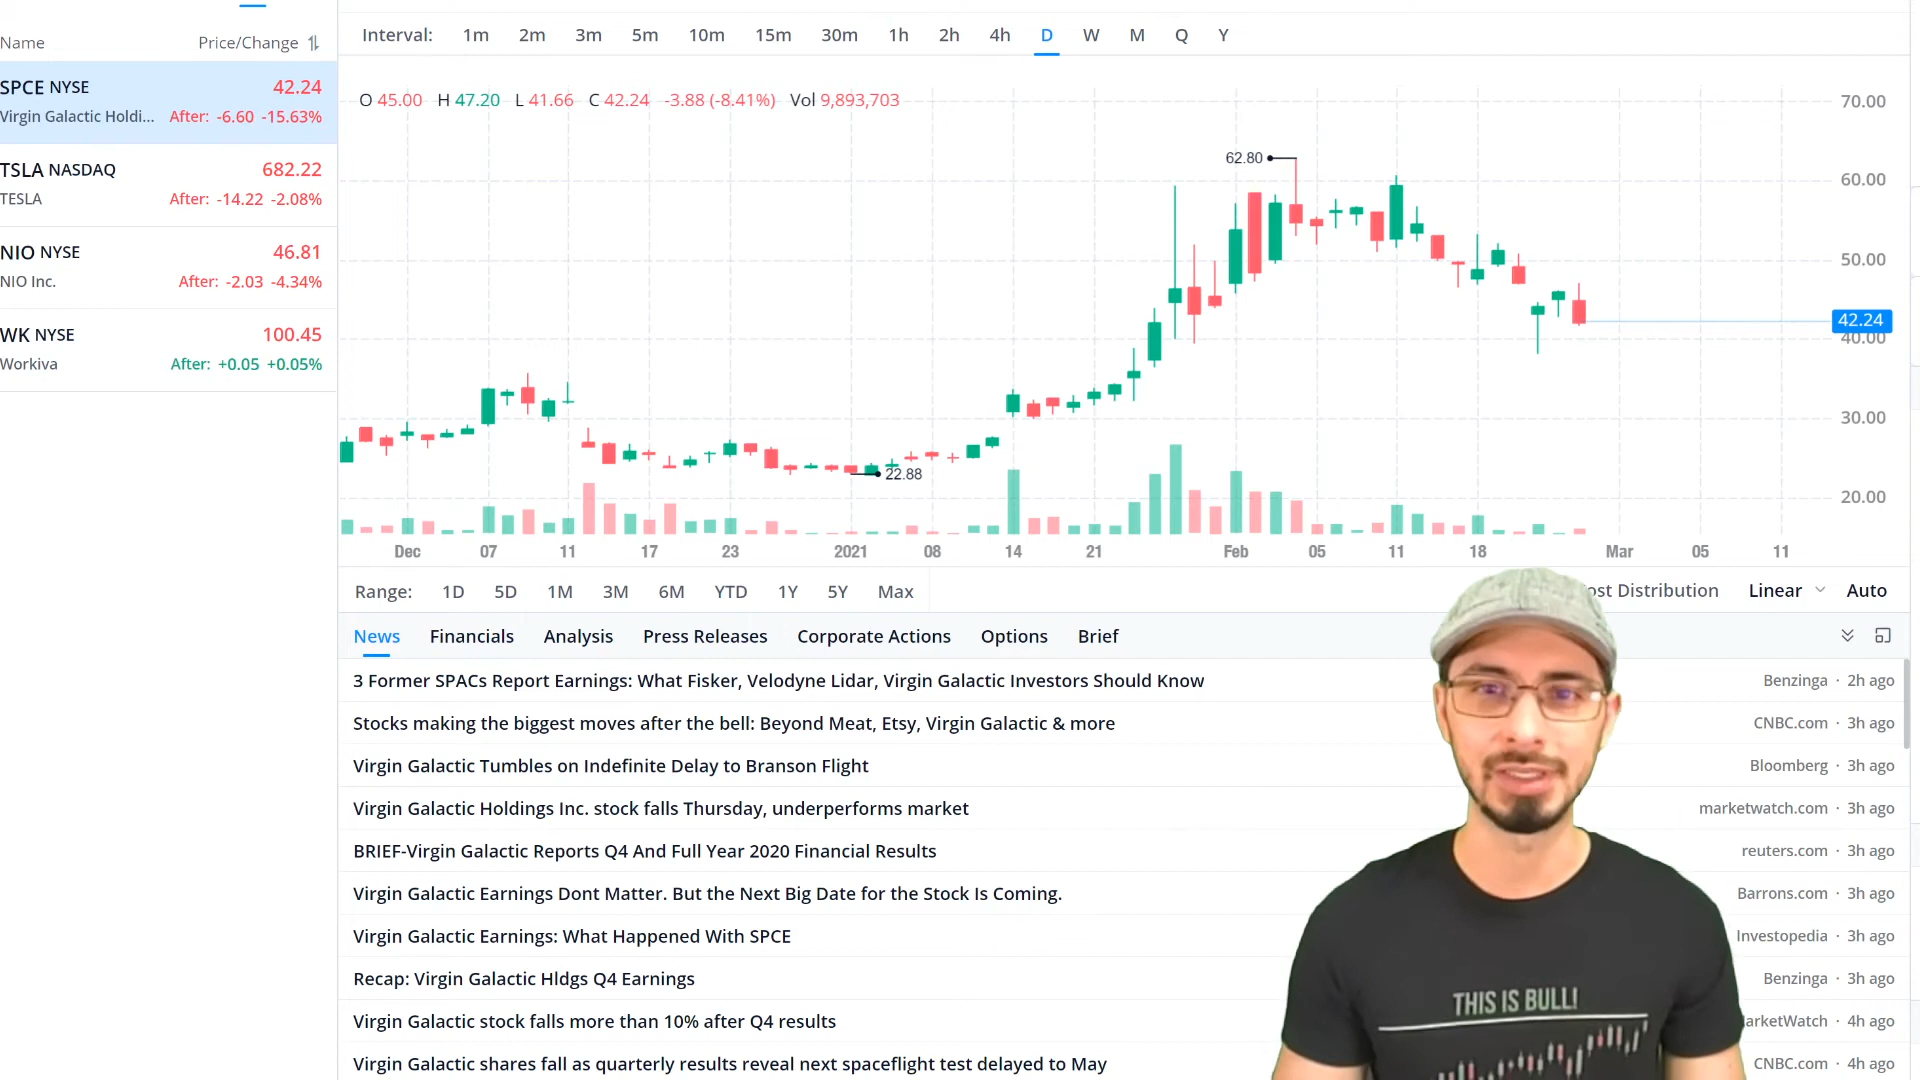 Name Price/Change
SPCE NYSE 42.24
Virgin Galactic Holdi... After: -6.60 -15.63%
TSLA NASDAQ 682.22
TESLA After: -14.22 -2.08%
NIO NYSE 46.81
NIO Inc. After: -2.03 -4.34%
WK NYSE 100.45
Workiva After: +0.05 +0.05%
Interval: 1m 2m 3m 5m 10m 15m 30m 1h 2h 4h D W M Q Y
O 45.00 H 47.20 L 41.66 C 42.24 -3.88 (-8.41%) Vol 9,893,703
70.00
62.80
60.00
50.00
42.24
40.00
30.00
22.88
20.00
Dec 07 11 17 23 2021 08 14 21 Feb 05 11 18 Mar 05 11
Range: 1D 5D 1M 3M 6M YTD 1Y 5Y Max ost Distribution Linear Auto
News Financials Analysis Press Releases Corporate Actions Options Brief
3 Former SPACs Report Earnings: What Fisker, Velodyne Lidar, Virgin Galactic Investors Should Know Benzinga · 2h ago
Stocks making the biggest moves after the bell: Beyond Meat, Etsy, Virgin Galactic & more CNBC.com · 3h ago
Virgin Galactic Tumbles on Indefinite Delay to Branson Flight Bloomberg · 3h ago
Virgin Galactic Holdings Inc. stock falls Thursday, underperforms market marketwatch.com · 3h ago
BRIEF-Virgin Galactic Reports Q4 And Full Year 2020 Financial Results reuters.com · 3h ago
Virgin Galactic Earnings Dont Matter. But the Next Big Date for the Stock Is Coming. Barrons.com · 3h ago
Virgin Galactic Earnings: What Happened With SPCE Investopedia · 3h ago
Recap: Virgin Galactic Hldgs Q4 Earnings Benzinga · 3h ago
Virgin Galactic stock falls more than 10% after Q4 results arketWatch · 4h ago
Virgin Galactic shares fall as quarterly results reveal next spaceflight test delayed to May CNBC.com · 4h ago
THIS IS BULL!